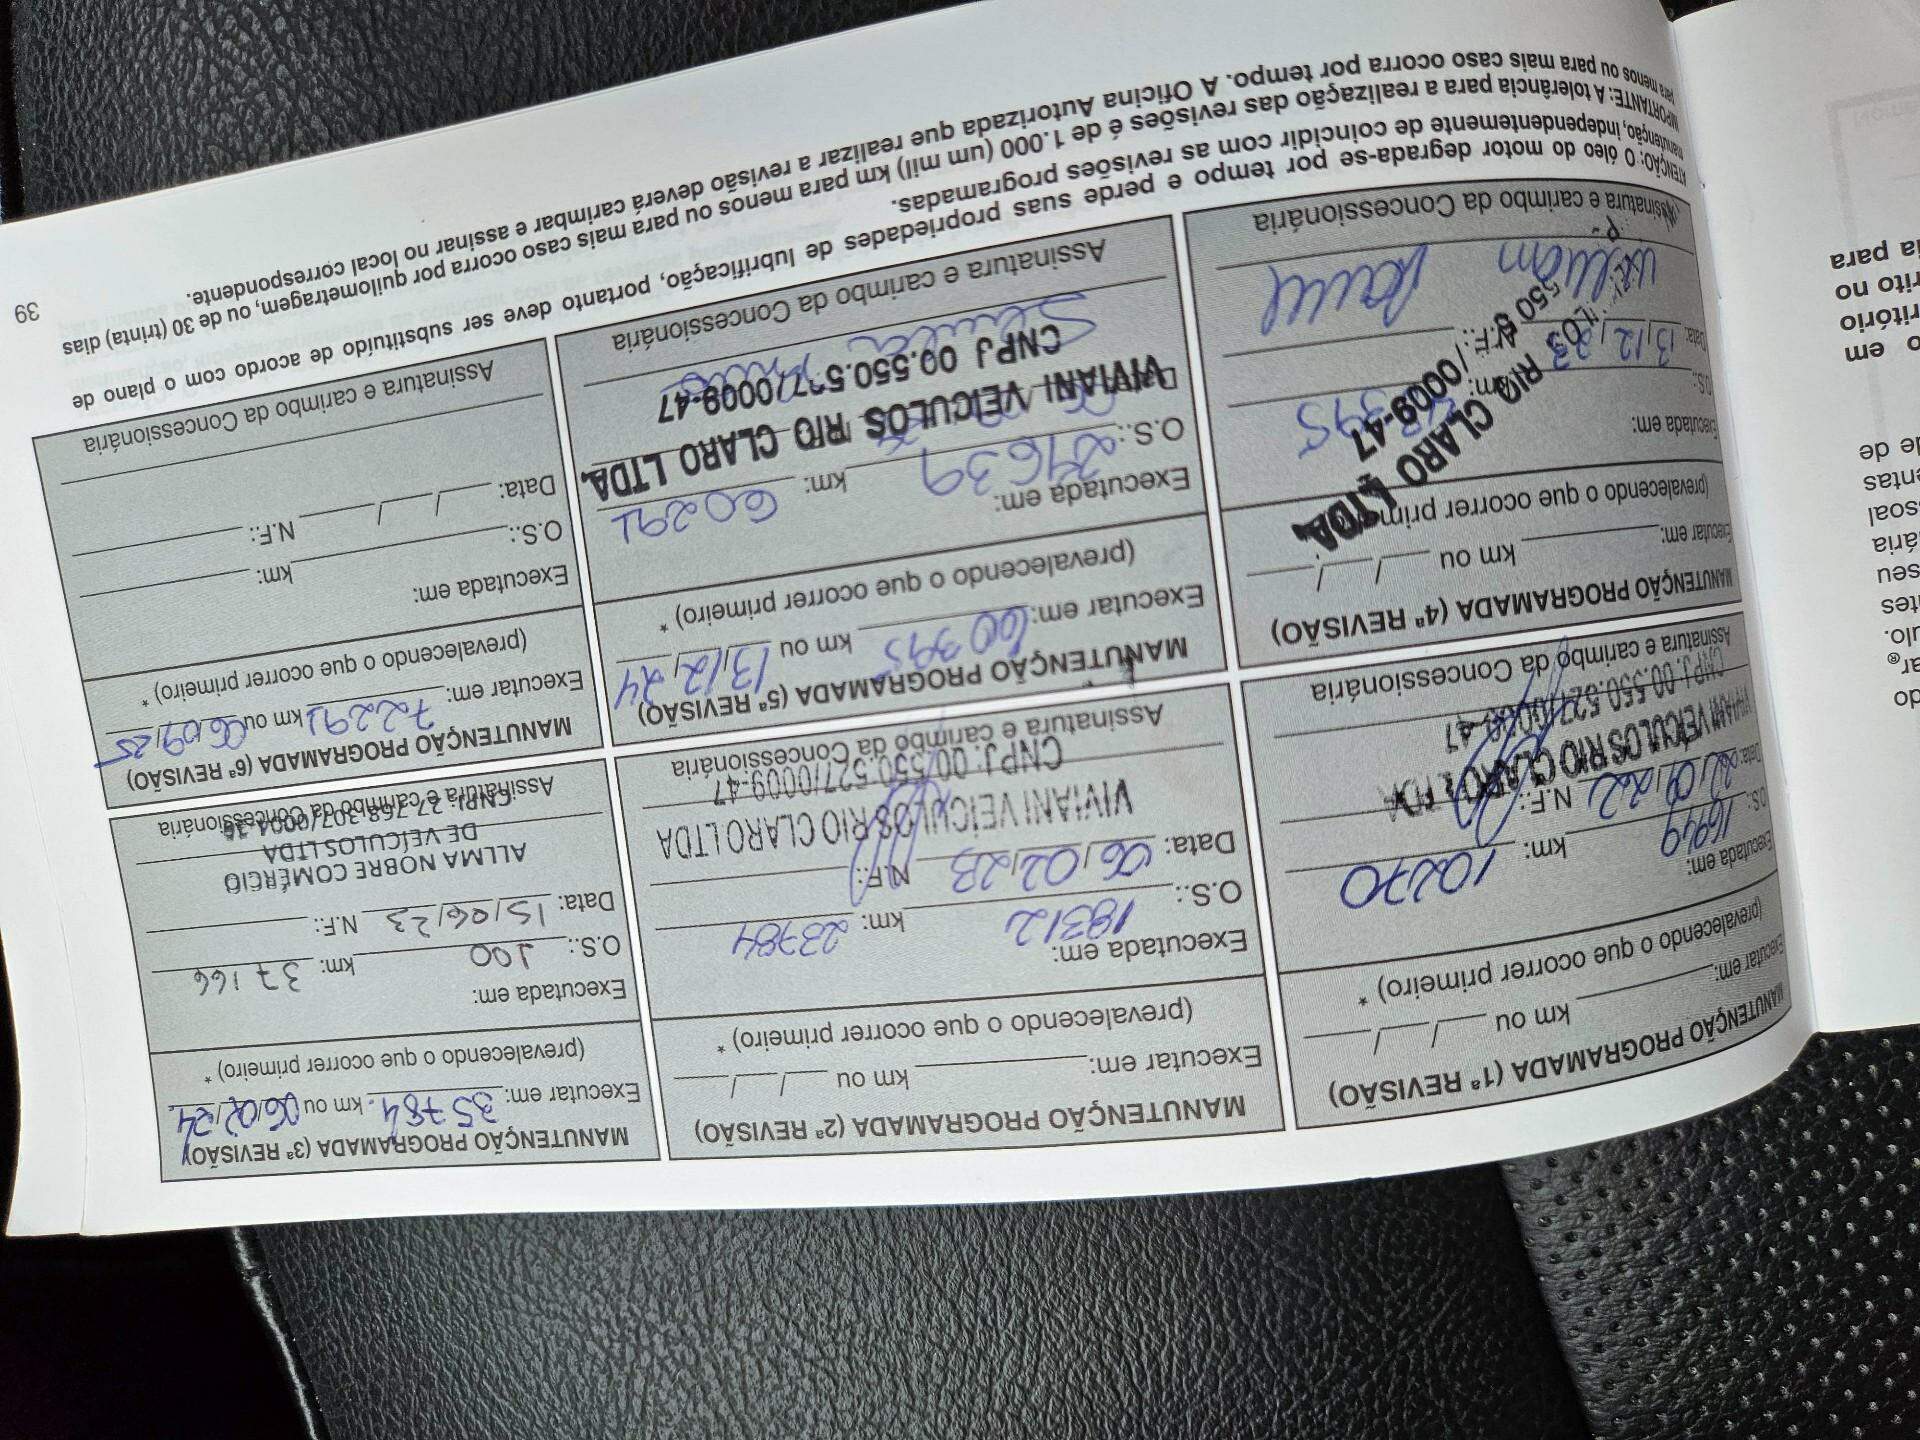 MANUTENÇÃO PROGRAMADA (1ª REVISÃO)
Executar em: km ou / /
(prevalecendo o que ocorrer primeiro) *
Executada em:
O.S.: 16949 km: 10270
Data: / /22 N.F.:
VIVIANI VEÍCULOS RIO CLARO LTDA
CNPJ: 00.550.527/0009-47
Assinatura e carimbo da Concessionária
MANUTENÇÃO PROGRAMADA (2ª REVISÃO)
Executar em: km ou / /
(prevalecendo o que ocorrer primeiro) *
Executada em:
O.S.: 18312 km: 23784
Data: 06/02/23 N.F.:
VIVIANI VEÍCULOS RIO CLARO LTDA
CNPJ: 00.550.527/0009-47
Assinatura e carimbo da Concessionária
MANUTENÇÃO PROGRAMADA (3ª REVISÃO)
Executar em: 35784 km ou 06/02/24
(prevalecendo o que ocorrer primeiro) *
Executada em:
O.S.: 100 km: 37166
Data: 15/06/23 N.F.:
ALLMA NOBRE COMÉRCIO
DE VEÍCULOS LTDA
CNPJ: 27.768.307/0004-36
Assinatura e carimbo da Concessionária
MANUTENÇÃO PROGRAMADA (4ª REVISÃO)
Executar em: km ou / /
(prevalecendo o que ocorrer primeiro)
Executada em:
O.S.: km:
Data: 13/12/23 N.F.:
RIO CLARO LTDA.
/0009-47
Assinatura e carimbo da Concessionária
MANUTENÇÃO PROGRAMADA (5ª REVISÃO)
Executar em: 60395 km ou 13/12/24
(prevalecendo o que ocorrer primeiro) *
Executada em:
O.S.: 27639 km: 60291
Data:
VIVIANI VEICULOS RIO CLARO LTDA.
CNPJ 00.550.527/0009-47
Assinatura e carimbo da Concessionária
MANUTENÇÃO PROGRAMADA (6ª REVISÃO)
Executar em: 72291 km ou 06/09/25
(prevalecendo o que ocorrer primeiro) *
Executada em:
O.S.: km:
Data: / / N.F.:
Assinatura e carimbo da Concessionária
ATENÇÃO: O óleo do motor degrada-se por tempo e perde suas propriedades de lubrificação, portanto deve ser substituído de acordo com o plano de
manutenção, independentemente de coincidir com as revisões programadas.
IMPORTANTE: A tolerância para a realização das revisões é de 1.000 (um mil) km para menos ou para mais caso ocorra por quilometragem, ou de 30 (trinta) dias
para menos ou para mais caso ocorra por tempo. A Oficina Autorizada que realizar a revisão deverá carimbar e assinar no local correspondente.
39